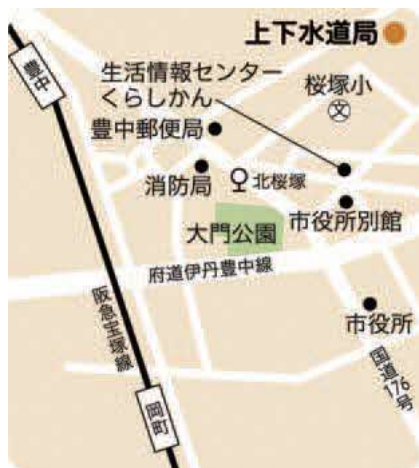 上下水道局
豊中
生活情報センター
くらしかん
桜塚小
文
豊中郵便局
消防局
北桜塚
市役所別館
大門公園
府道伊丹豊中線
阪急宝塚線
市役所
国道176号
岡町